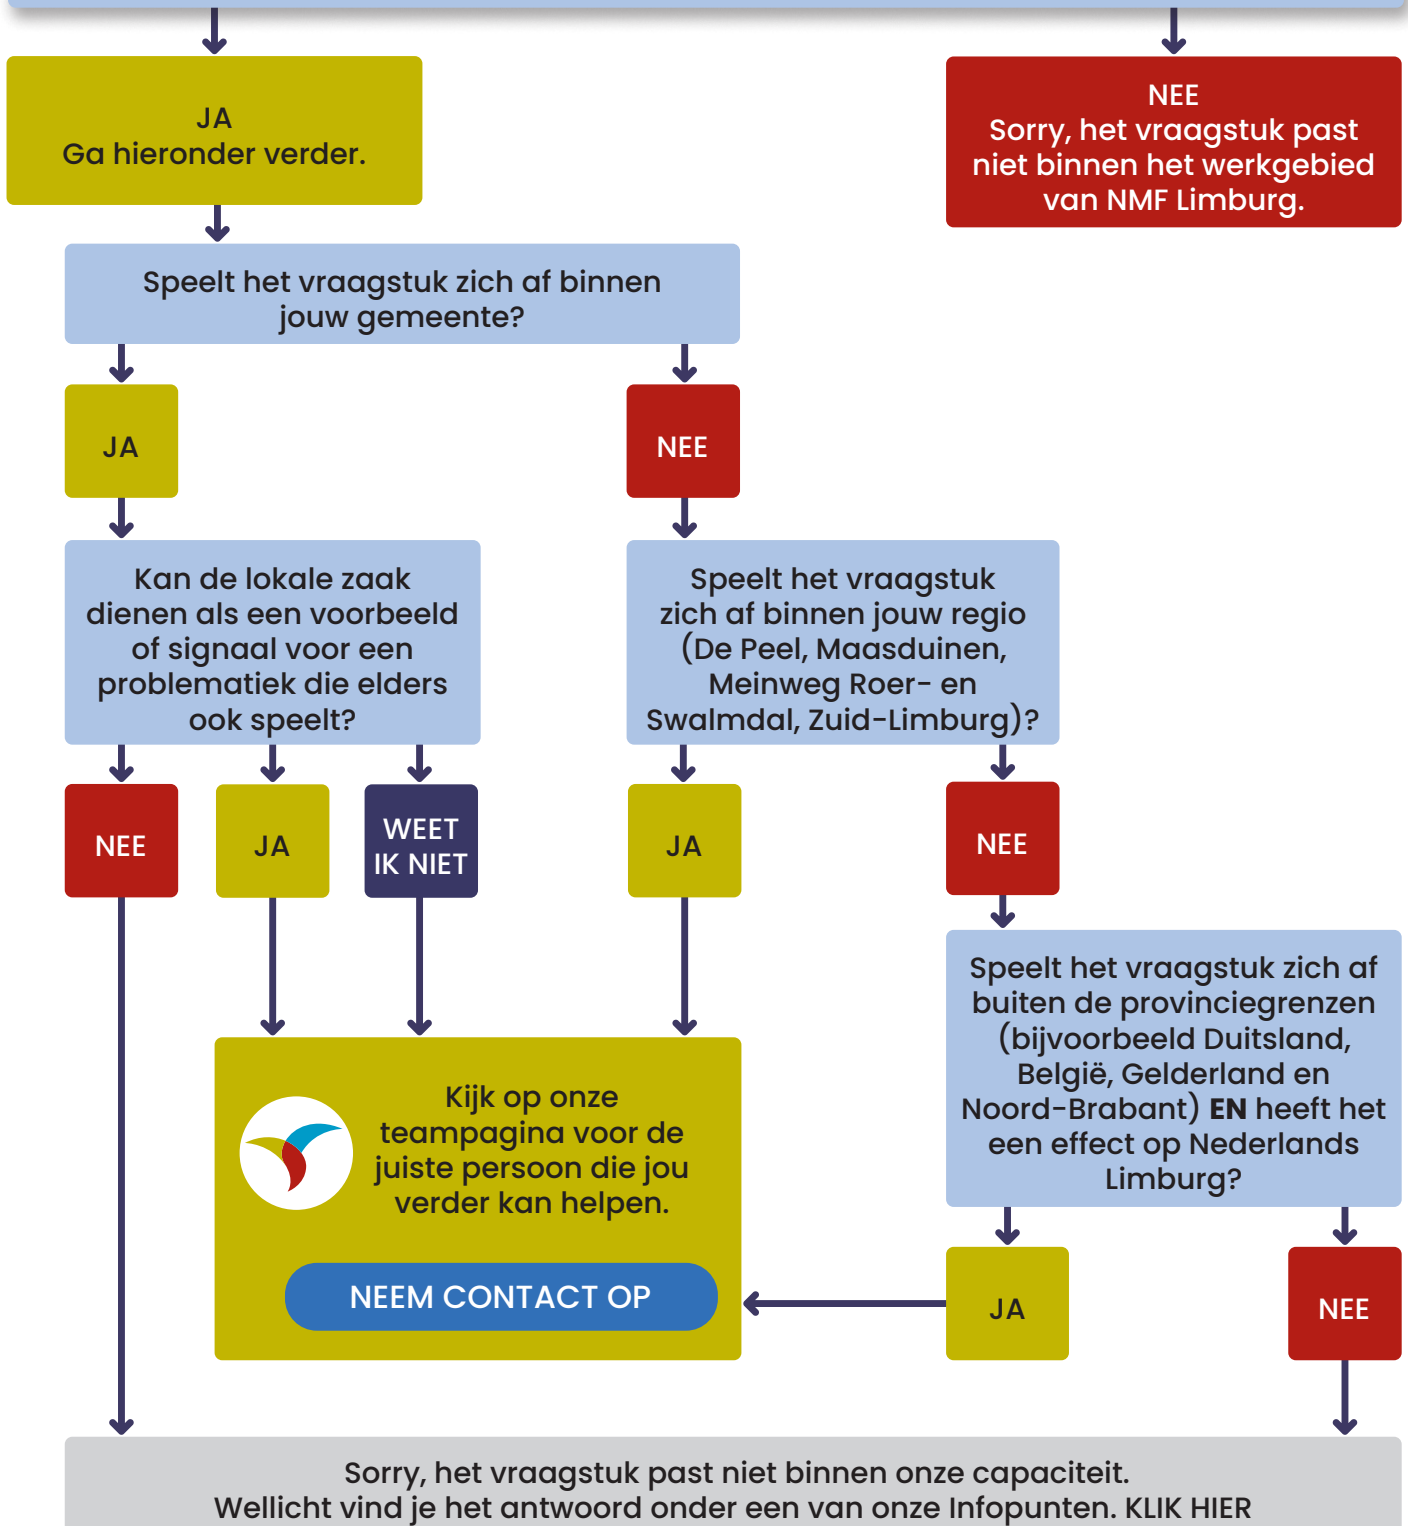 JA
Ga hieronder verder.
NEE
Sorry, het vraagstuk past
niet binnen het werkgebied
van NMF Limburg.
Speelt het vraagstuk zich af binnen
jouw gemeente?
JA
NEE
Kan de lokale zaak
dienen als een voorbeeld
of signaal voor een
problematiek die elders
ook speelt?
Speelt het vraagstuk
zich af binnen jouw regio
(De Peel, Maasduinen,
Meinweg Roer- en
Swalmdal, Zuid-Limburg)?
NEE
JA
WEET
IK NIET
JA
NEE
Speelt het vraagstuk zich af
buiten de provinciegrenzen
(bijvoorbeeld Duitsland,
België, Gelderland en
Noord-Brabant) EN heeft het
een effect op Nederlands
Limburg?
Kijk op onze
teampagina voor de
juiste persoon die jou
verder kan helpen.
NEEM CONTACT OP
JA
NEE
Sorry, het vraagstuk past niet binnen onze capaciteit.
Wellicht vind je het antwoord onder een van onze Infopunten. KLIK HIER